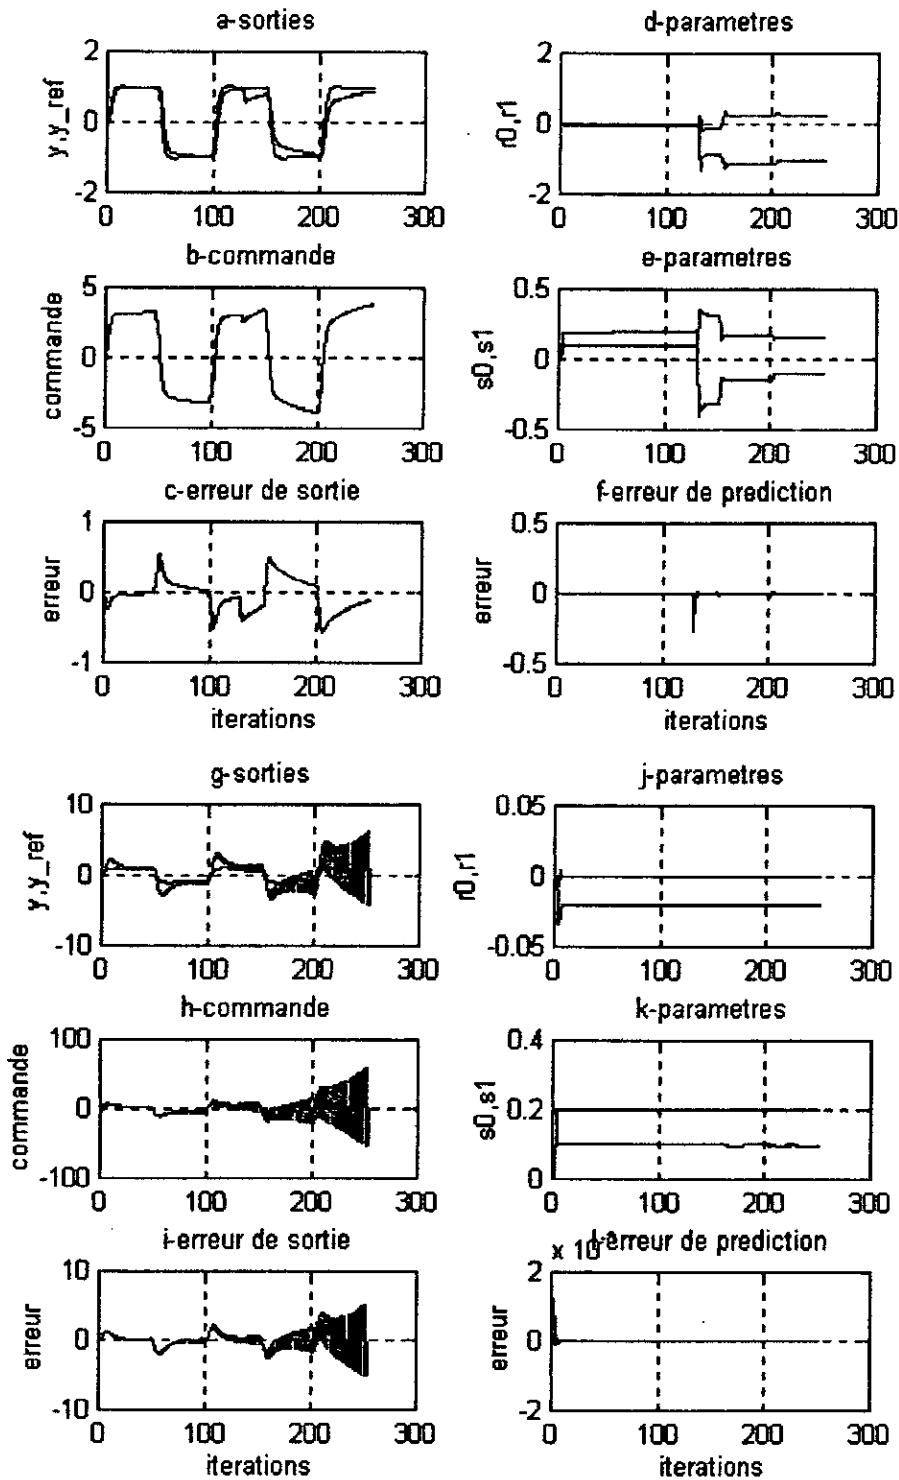 a-sorties
y,y_ref
2
0
-2
0 100 200 300
d-parametres
r0,r1
2
0
-2
0 100 200 300
b-commande
commande
5
0
-5
0 100 200 300
e-parametres
s0,s1
0.5
0
-0.5
0 100 200 300
c-erreur de sortie
erreur
1
0
-1
0 100 200 300
iterations
f-erreur de prediction
erreur
0.5
0
-0.5
0 100 200 300
iterations
g-sorties
y,y_ref
10
0
-10
0 100 200 300
j-parametres
r0,r1
0.05
0
-0.05
0 100 200 300
h-commande
commande
100
0
-100
0 100 200 300
k-parametres
s0,s1
0.4
0.2
0
0 100 200 300
i-erreur de sortie
erreur
10
0
-10
0 100 200 300
iterations
l-erreur de prediction
x 10
erreur
2
0
-2
0 100 200 300
iterations